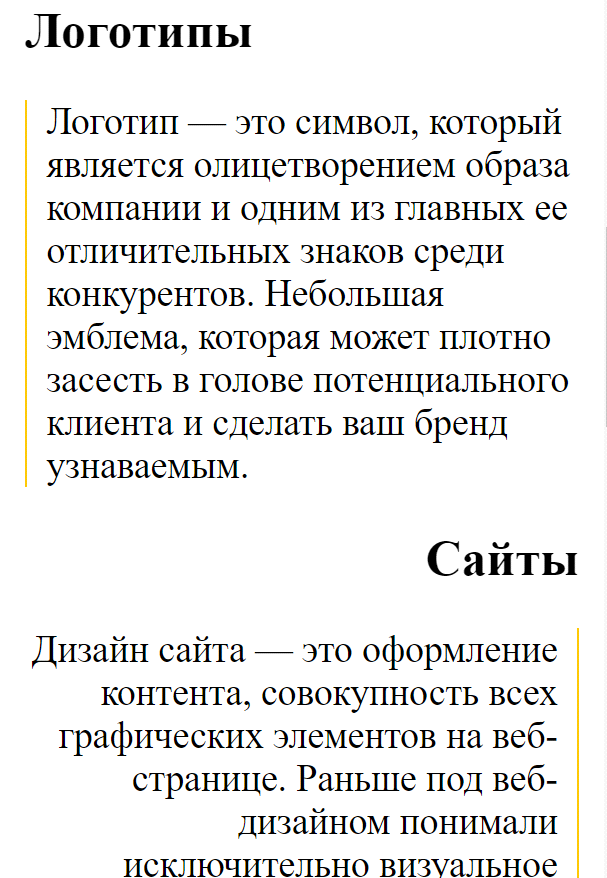 Логотипы
Логотип — это символ, который
является олицетворением образа
компании и одним из главных ее
отличительных знаков среди
конкурентов. Небольшая
эмблема, которая может плотно
засесть в голове потенциального
клиента и сделать ваш бренд
узнаваемым.
Сайты
Дизайн сайта — это оформление
контента, совокупность всех
графических элементов на веб-
странице. Раньше под веб-
дизайном понимали
исключительно визуальное